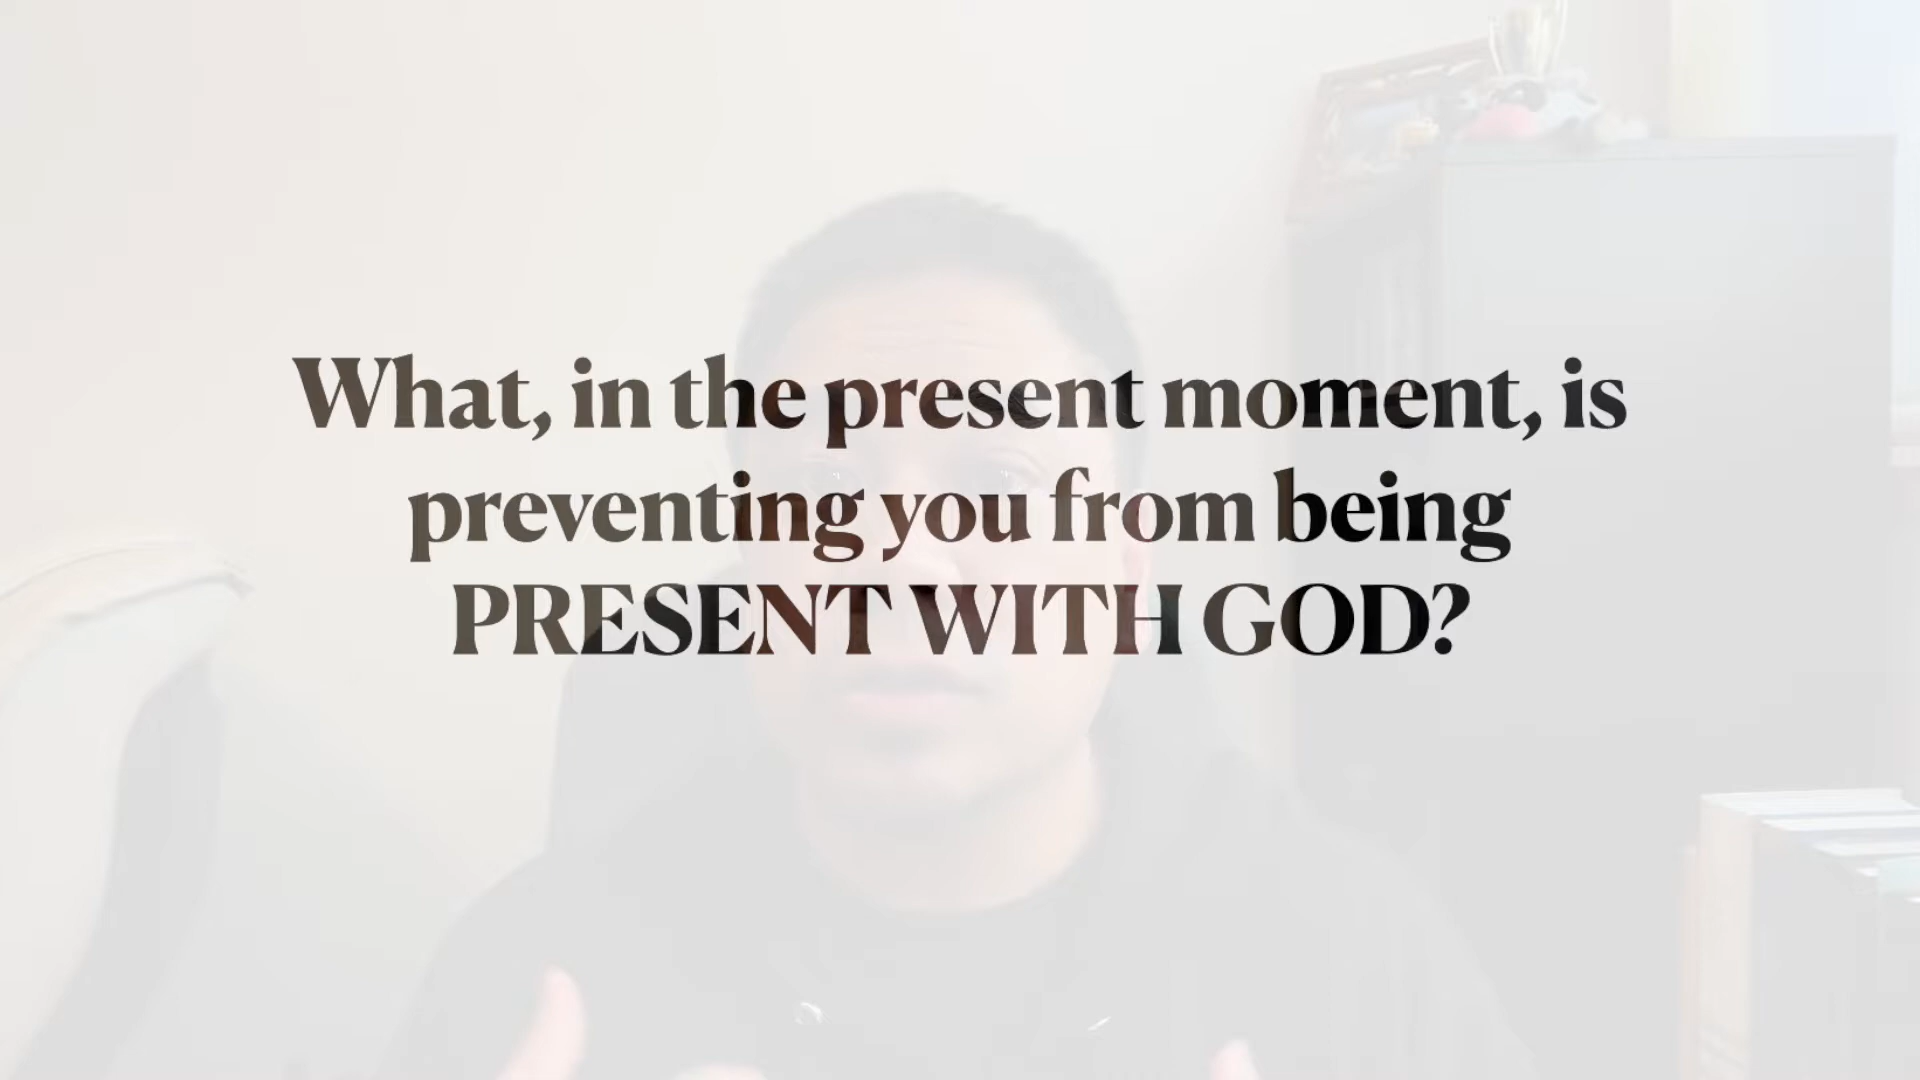 What, in the present moment, is
preventing you from being
PRESENT WITH GOD?